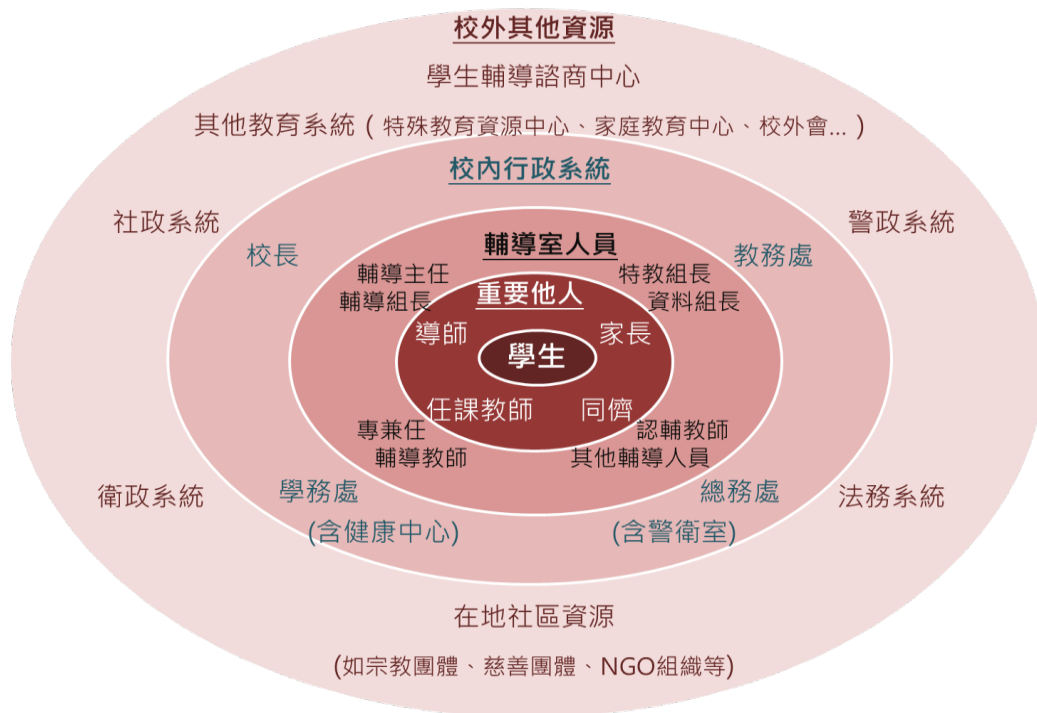 校外其他資源
學生輔導諮商中心
其他教育系統 ( 特殊教育資源中心、家庭教育中心、校外會... )
校內行政系統
社政系統
警政系統
校長
教務處
輔導室人員
輔導主任
輔導組長
特教組長
資料組長
重要他人
導師
家長
學生
任課教師
同儕
專兼任
輔導教師
認輔教師
其他輔導人員
衛政系統
學務處
(含健康中心)
總務處
(含警衛室)
法務系統
在地社區資源
(如宗教團體、慈善團體、NGO組織等)